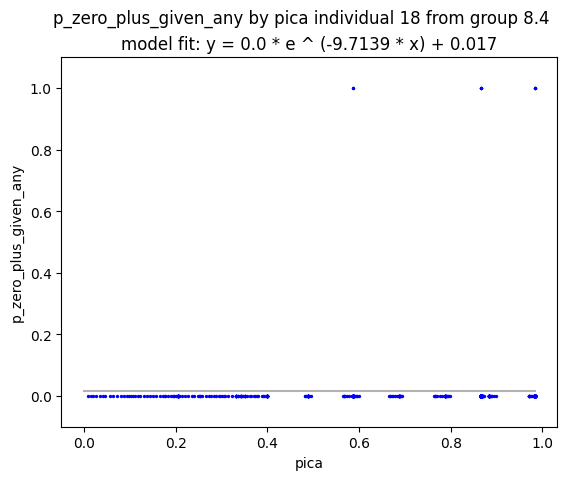 p_zero_plus_given_any by pica individual 18 from group 8.4
model fit: y = 0.0 * e ^ (-9.7139 * x) + 0.017
1.0
0.8
0.6
0.4
0.2
0.0
p_zero_plus_given_any
0.0 0.2 0.4 0.6 0.8 1.0
pica